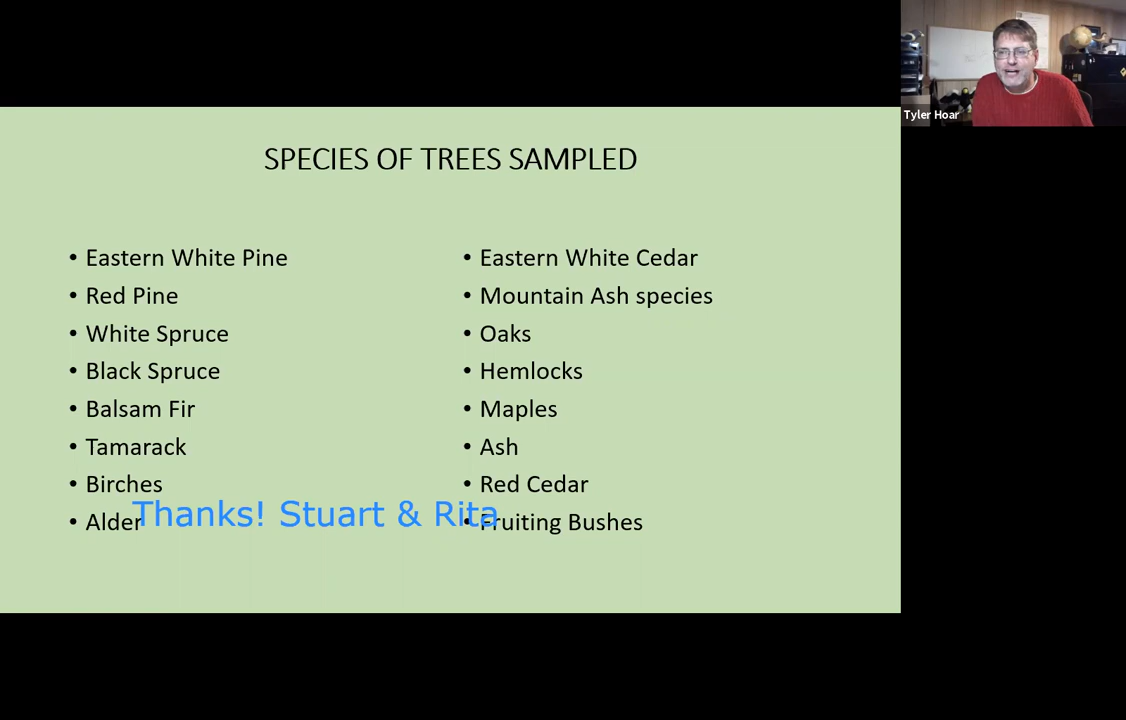 Tyler Hoar
SPECIES OF TREES SAMPLED
• Eastern White Pine
• Red Pine
• White Spruce
• Black Spruce
• Balsam Fir
• Tamarack
• Birches
• Alder
• Eastern White Cedar
• Mountain Ash species
• Oaks
• Hemlocks
• Maples
• Ash
• Red Cedar
• Fruiting Bushes
Thanks! Stuart & Rita